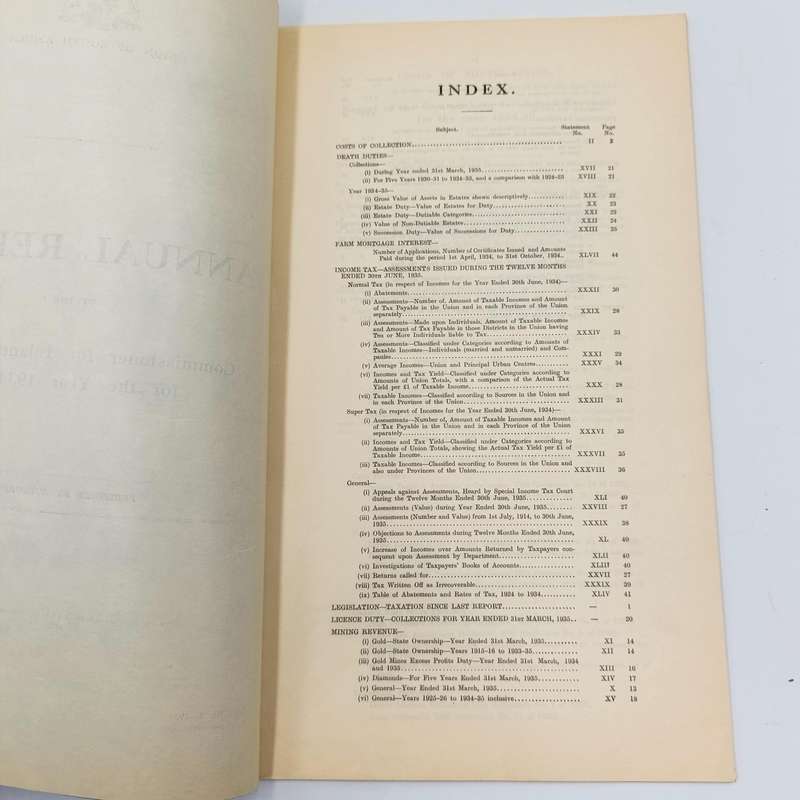 INDEX.
Subject. Statement No. Page No.
COSTS OF COLLECTION II 2
DEATH DUTIES—
Collections—
(i) During Year ended 31st March, 1935 XVII 21
(ii) For Five Years 1930-31 to 1934-35, and a comparison with 1924-25 XVIII 21
Year 1934-35—
(i) Gross Value of Assets in Estates shown descriptively XIX 22
(ii) Estate Duty—Value of Estates for Duty XX 23
(iii) Estate Duty—Dutiable Categories XXI 23
(iv) Value of Non-Dutiable Estates XXII 24
(v) Succession Duty—Value of Successions for Duty XXIII 25
FARM MORTGAGE INTEREST—
Number of Applications, Number of Certificates Issued and Amounts
Paid during the period 1st April, 1934, to 31st October, 1934.. XLVII 44
INCOME TAX—ASSESSMENTS ISSUED DURING THE TWELVE MONTHS
ENDED 30TH JUNE, 1935.
Normal Tax (in respect of Incomes for the Year Ended 30th June, 1934)—
(i) Abatements XXXII 30
(ii) Assessments—Number of, Amount of Taxable Incomes and Amount
of Tax Payable in the Union and in each Province of the Union
separately XXIX 28
(iii) Assessments—Made upon Individuals, Amount of Taxable Incomes
and Amount of Tax Payable in those Districts in the Union having
Ten or More Individuals liable to Tax XXXIV 33
(iv) Assessments—Classified under Categories according to Amounts of
Taxable Incomes—Individuals (married and unmarried) and Com-
panies XXXI 29
(v) Average Incomes—Union and Principal Urban Centres XXXV 34
(vi) Incomes and Tax Yield—Classified under Categories according to
Amounts of Union Totals, with a comparison of the Actual Tax
Yield per £1 of Taxable Income XXX 28
(vii) Taxable Incomes—Classified according to Sources in the Union and
in each Province of the Union XXXIII 31
Super Tax (in respect of Incomes for the Year Ended 30th June, 1934)—
(i) Assessments—Number of, Amount of Taxable Incomes and Amount
of Tax Payable in the Union and in each Province of the Union
separately XXXVI 35
(ii) Incomes and Tax Yield—Classified under Categories according to
Amounts of Union Totals, showing the Actual Tax Yield per £1 of
Taxable Income XXXVII 35
(iii) Taxable Incomes—Classified according to Sources in the Union and
also under Provinces of the Union XXXVIII 36
General—
(i) Appeals against Assessments, Heard by Special Income Tax Court
during the Twelve Months Ended 30th June, 1935 XLI 40
(ii) Assessments (Value) during Year Ended 30th June, 1935 XXVIII 27
(iii) Assessments (Number and Value) from 1st July, 1914, to 30th June,
1935 XXXIX 38
(iv) Objections to Assessments during Twelve Months Ended 30th June,
1935 XL 40
(v) Increase of Incomes over Amounts Returned by Taxpayers con-
sequent upon Assessment by Department XLII 40
(vi) Investigations of Taxpayers' Books of Accounts XLIII 40
(vii) Returns called for XXVII 27
(viii) Tax Written Off as Irrecoverable XXXIX 39
(ix) Table of Abatements and Rates of Tax, 1924 to 1934 XLIV 41
LEGISLATION—TAXATION SINCE LAST REPORT — 1
LICENCE DUTY—COLLECTIONS FOR YEAR ENDED 31ST MARCH, 1935.. — 20
MINING REVENUE—
(i) Gold—State Ownership—Year Ended 31st March, 1935 XI 14
(ii) Gold—State Ownership—Years 1915-16 to 1933-35 XII 14
(iii) Gold Mines Excess Profits Duty—Year Ended 31st March, 1934
and 1935 XIII 16
(iv) Diamonds—For Five Years Ended 31st March, 1935 XIV 17
(v) General—Year Ended 31st March, 1935 X 13
(vi) General—Years 1925-26 to 1934-35 inclusive XV 18